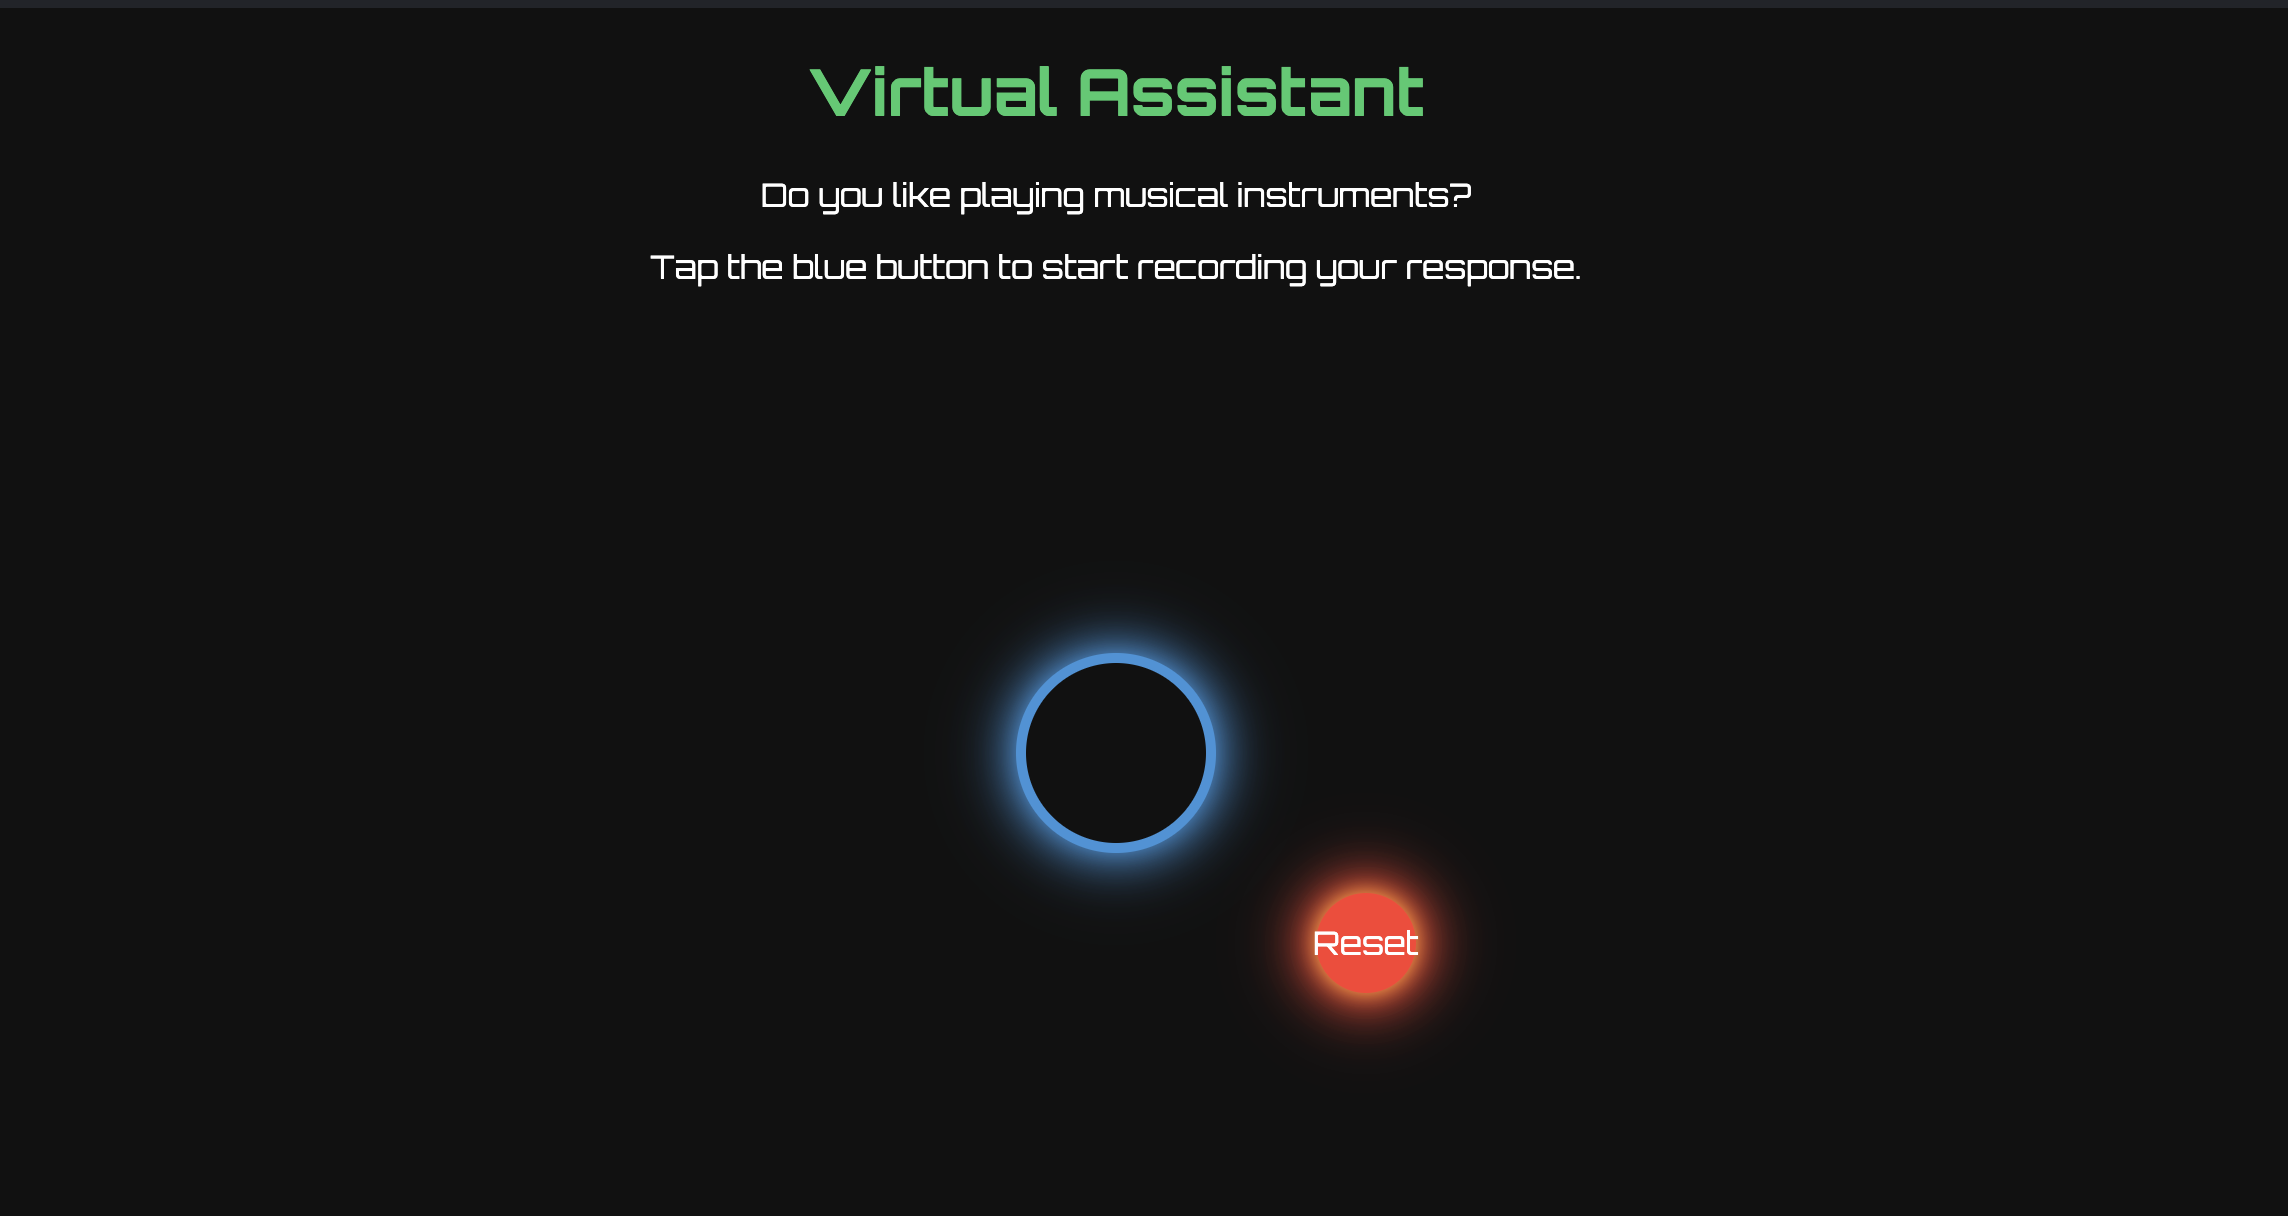 Virtual Assistant
Do you like playing musical instruments?
Tap the blue button to start recording your response.
Reset